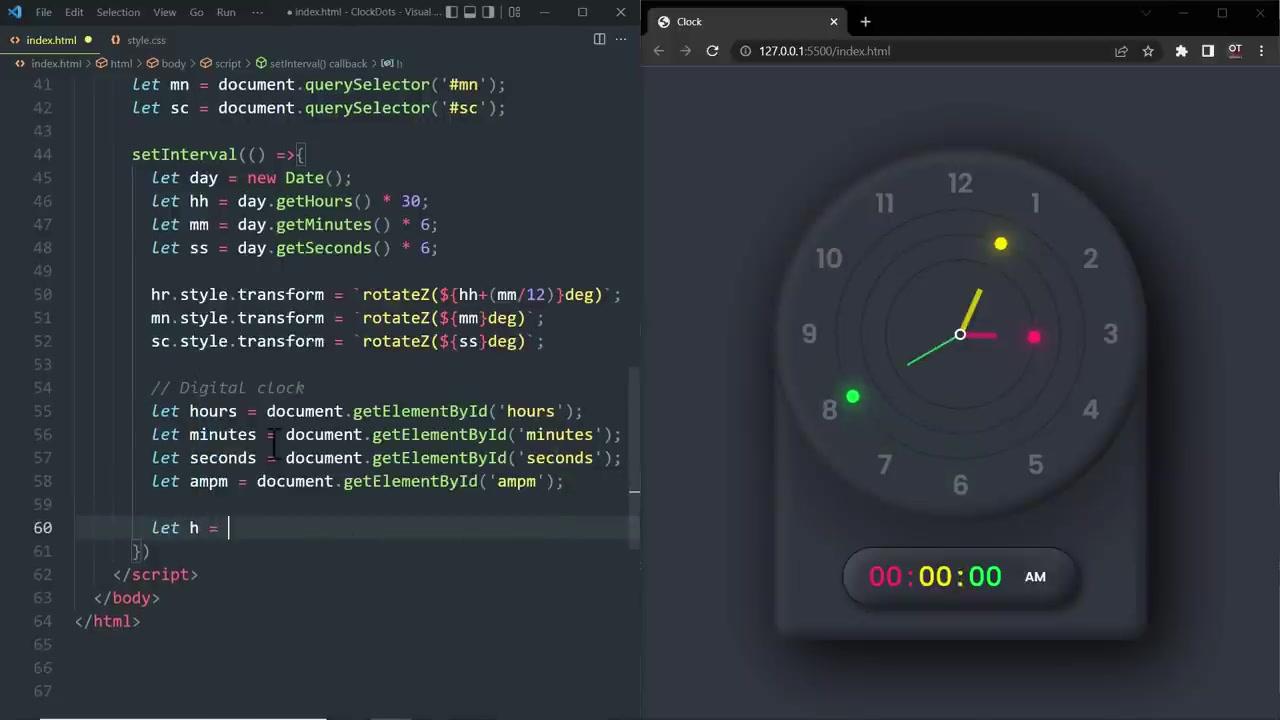 File Edit Selection View Go Run ··· ● index.html - ClockDots - Visual...
index.html ● style.css ···
index.html > html > body > script > setInterval() callback > h
41 let mn = document.querySelector('#mn');
42 let sc = document.querySelector('#sc');
43
44 setInterval(() =>{
45 let day = new Date();
46 let hh = day.getHours() * 30;
47 let mm = day.getMinutes() * 6;
48 let ss = day.getSeconds() * 6;
49
50 hr.style.transform = `rotateZ(${hh+(mm/12)}deg)`;
51 mn.style.transform = `rotateZ(${mm}deg)`;
52 sc.style.transform = `rotateZ(${ss}deg)`;
53
54 // Digital clock
55 let hours = document.getElementById('hours');
56 let minutes = document.getElementById('minutes');
57 let seconds = document.getElementById('seconds');
58 let ampm = document.getElementById('ampm');
59
60 let h =
61 })
62 </script>
63 </body>
64 </html>
65
66
67
Clock
127.0.0.1:5500/index.html
OT
12
11 1
10 2
9 3
8 4
7 5
6
00:00:00 AM